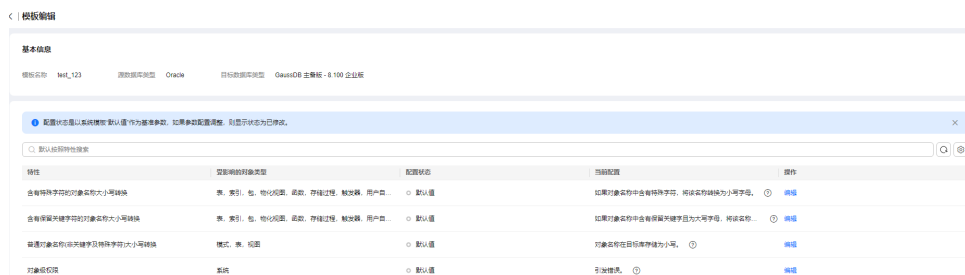 模板编辑
基本信息
模板名称 test_123 源数据库类型 Oracle 目标数据库类型 GaussDB 主备版 - 8.100 企业版
配置状态是以系统模板“默认值”作为基准参数，如果参数配置调整，则显示状态为已修改。
默认按照特性搜索
特性 受影响的对象类型 配置状态 当前配置 操作
含有特殊字符的对象名称大小写转换 表、索引、包、物化视图、函数、存储过程、触发器、用户自... 默认值 如果对象名称中含有特殊字符，将该名称转换为小写字母。 编辑
含有保留关键字符的对象名称大小写转换 表、索引、包、物化视图、函数、存储过程、触发器、用户自... 默认值 如果对象名称中含有保留关键字且为大写字母，将该名称... 编辑
普通对象名称(非关键字及特殊字符)大小写转换 模式、表、视图 默认值 对象名称在目标库存储为小写。 编辑
对象级权限 系统 默认值 引发错误。 编辑